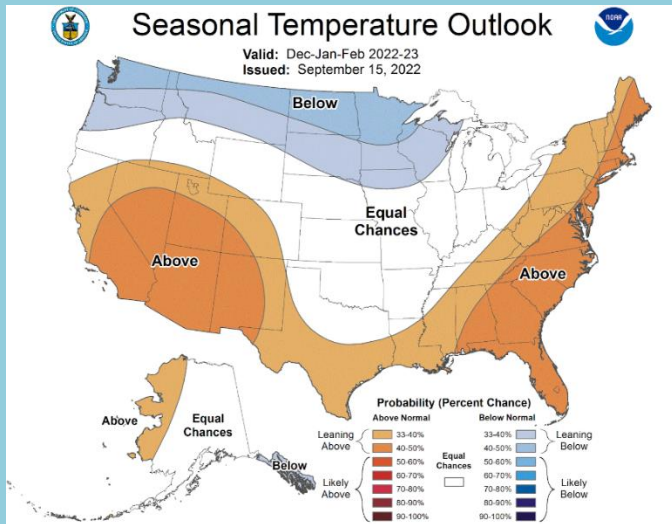 Seasonal Temperature Outlook
NOAA
Valid: Dec-Jan-Feb 2022-23
Issued: September 15, 2022
Below
Equal
Chances
Above
Above
Above
Equal
Chances
Below
Probability (Percent Chance)
Above Normal Below Normal
Leaning
Above
33-40%
40-50%
Likely
Above
50-60%
60-70%
70-80%
80-90%
90-100%
Equal
Chances
33-40%
40-50%
Leaning
Below
50-60%
60-70%
70-80%
80-90%
90-100%
Likely
Below